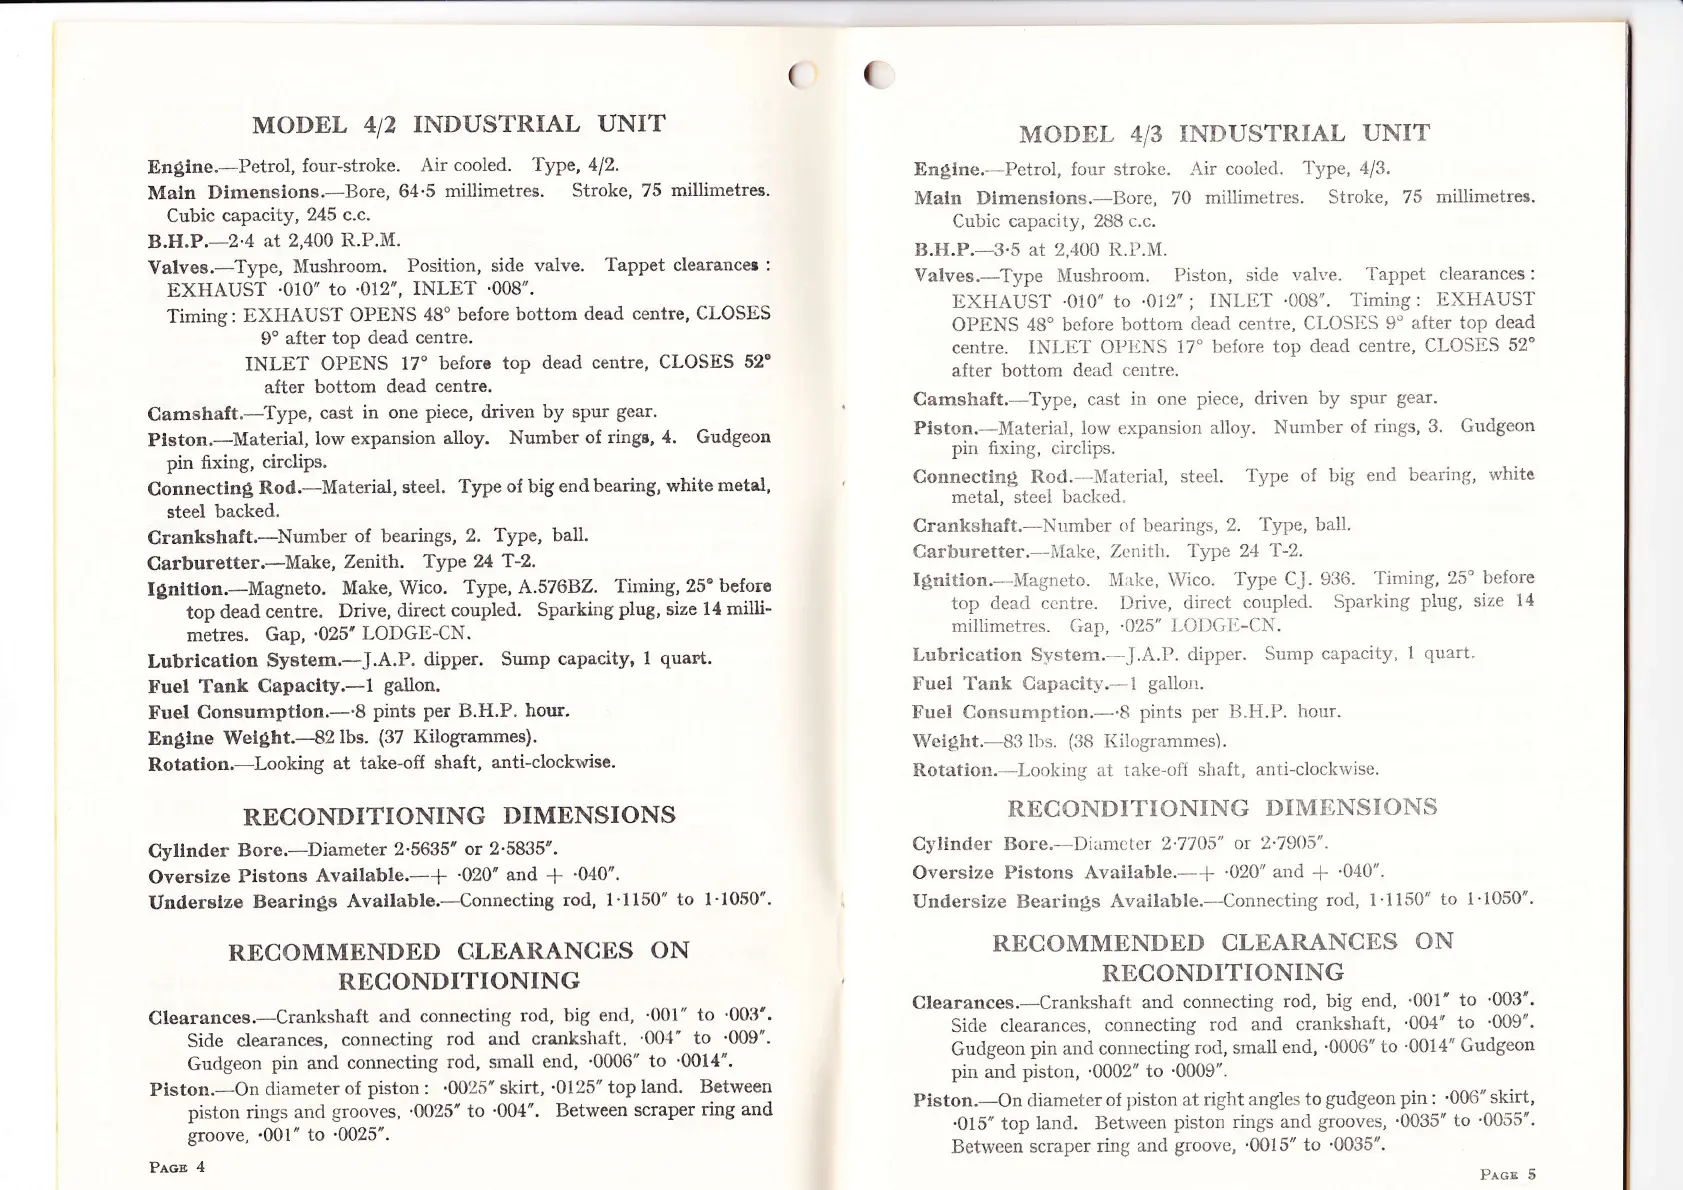 MODEL 4/2 INDUSTRIAL UNIT
Engine.—Petrol, four-stroke. Air cooled. Type, 4/2.
Main Dimensions.—Bore, 64·5 millimetres. Stroke, 75 millimetres.
Cubic capacity, 245 c.c.
B.H.P.—2·4 at 2,400 R.P.M.
Valves.—Type, Mushroom. Position, side valve. Tappet clearances :
EXHAUST ·010″ to ·012″, INLET ·008″.
Timing : EXHAUST OPENS 48° before bottom dead centre, CLOSES
9° after top dead centre.
INLET OPENS 17° before top dead centre, CLOSES 52°
after bottom dead centre.
Camshaft.—Type, cast in one piece, driven by spur gear.
Piston.—Material, low expansion alloy. Number of rings, 4. Gudgeon
pin fixing, circlips.
Connecting Rod.—Material, steel. Type of big end bearing, white metal,
steel backed.
Crankshaft.—Number of bearings, 2. Type, ball.
Carburetter.—Make, Zenith. Type 24 T-2.
Ignition.—Magneto. Make, Wico. Type, A.576BZ. Timing, 25° before
top dead centre. Drive, direct coupled. Sparking plug, size 14 milli-
metres. Gap, ·025″ LODGE-CN.
Lubrication System.—J.A.P. dipper. Sump capacity, 1 quart.
Fuel Tank Capacity.—1 gallon.
Fuel Consumption.—·8 pints per B.H.P. hour.
Engine Weight.—82 lbs. (37 Kilogrammes).
Rotation.—Looking at take-off shaft, anti-clockwise.
RECONDITIONING DIMENSIONS
Cylinder Bore.—Diameter 2·5635″ or 2·5835″.
Oversize Pistons Available.—+ ·020″ and + ·040″.
Undersize Bearings Available.—Connecting rod, 1·1150″ to 1·1050″.
RECOMMENDED CLEARANCES ON
RECONDITIONING
Clearances.—Crankshaft and connecting rod, big end, ·001″ to ·003″.
Side clearances, connecting rod and crankshaft, ·004″ to ·009″.
Gudgeon pin and connecting rod, small end, ·0006″ to ·0014″.
Piston.—On diameter of piston : ·0025″ skirt, ·0125″ top land. Between
piston rings and grooves, ·0025″ to ·004″. Between scraper ring and
groove, ·001″ to ·0025″.
PAGE 4
MODEL 4/3 INDUSTRIAL UNIT
Engine.—Petrol, four stroke. Air cooled. Type, 4/3.
Main Dimensions.—Bore, 70 millimetres. Stroke, 75 millimetres.
Cubic capacity, 288 c.c.
B.H.P.—3·5 at 2,400 R.P.M.
Valves.—Type Mushroom. Piston, side valve. Tappet clearances :
EXHAUST ·010″ to ·012″ ; INLET ·008″. Timing : EXHAUST
OPENS 48° before bottom dead centre, CLOSES 9° after top dead
centre. INLET OPENS 17° before top dead centre, CLOSES 52°
after bottom dead centre.
Camshaft.—Type, cast in one piece, driven by spur gear.
Piston.—Material, low expansion alloy. Number of rings, 3. Gudgeon
pin fixing, circlips.
Connecting Rod.—Material, steel. Type of big end bearing, white
metal, steel backed.
Crankshaft.—Number of bearings, 2. Type, ball.
Carburetter.—Make, Zenith. Type 24 T-2.
Ignition.—Magneto. Make, Wico. Type CJ. 936. Timing, 25° before
top dead centre. Drive, direct coupled. Sparking plug, size 14
millimetres. Gap, ·025″ LODGE-CN.
Lubrication System.—J.A.P. dipper. Sump capacity, 1 quart.
Fuel Tank Capacity.—1 gallon.
Fuel Consumption.—·8 pints per B.H.P. hour.
Weight.—83 lbs. (38 Kilogrammes).
Rotation.—Looking at take-off shaft, anti-clockwise.
RECONDITIONING DIMENSIONS
Cylinder Bore.—Diameter 2·7705″ or 2·7905″.
Oversize Pistons Available.—+ ·020″ and + ·040″.
Undersize Bearings Available.—Connecting rod, 1·1150″ to 1·1050″.
RECOMMENDED CLEARANCES ON
RECONDITIONING
Clearances.—Crankshaft and connecting rod, big end, ·001″ to ·003″.
Side clearances, connecting rod and crankshaft, ·004″ to ·009″.
Gudgeon pin and connecting rod, small end, ·0006″ to ·0014″ Gudgeon
pin and piston, ·0002″ to ·0009″.
Piston.—On diameter of piston at right angles to gudgeon pin : ·006″ skirt,
·015″ top land. Between piston rings and grooves, ·0035″ to ·0055″.
Between scraper ring and groove, ·0015″ to ·0035″.
PAGE 5